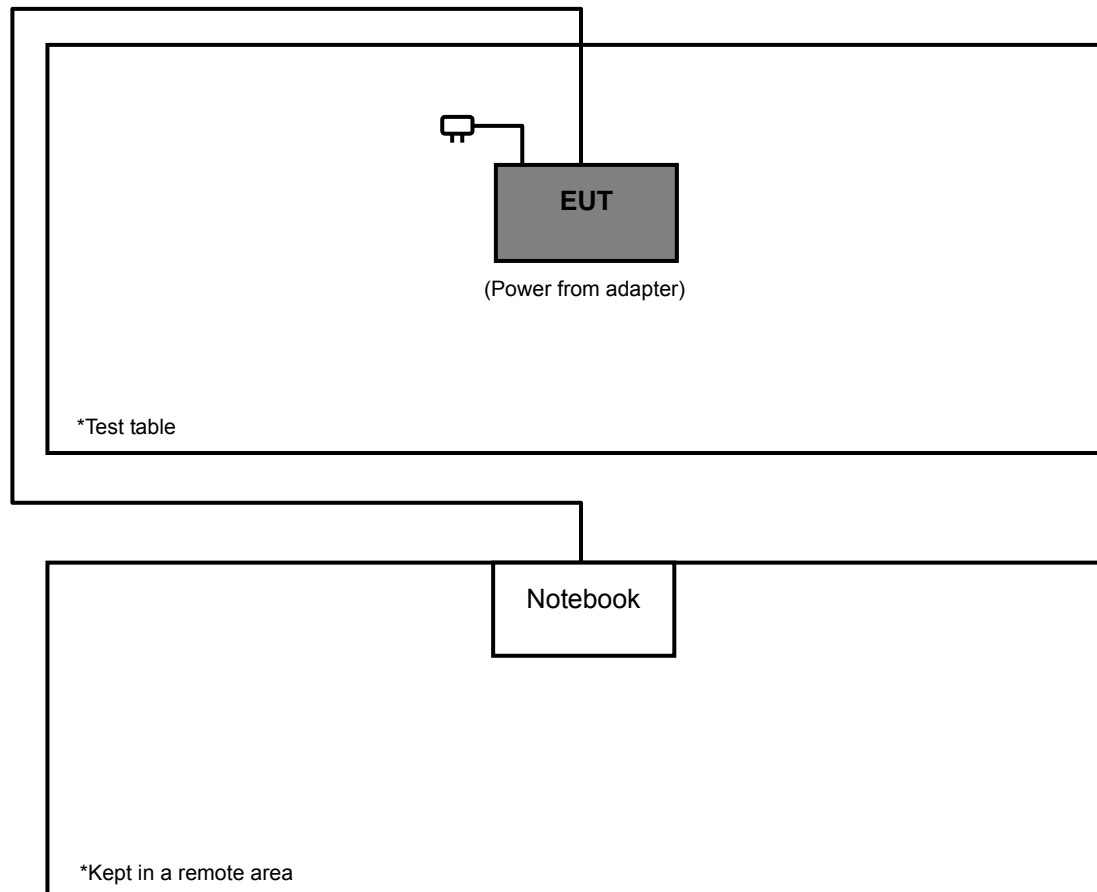 EUT
(Power from adapter)
*Test table
Notebook
*Kept in a remote area